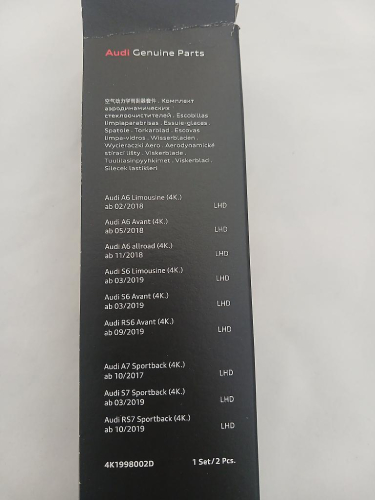 Audi Genuine Parts
空气动力学雨刮器套件 . Комплект
аэродинамических
стеклоочистителей . Escobillas
limpiaparabrisas . Essuie-glaces .
Spatole . Torkarblad . Escovas
limpa-vidros . Wisserbladen .
Wycieraczki Aero . Aerodynamické
stírací lišty . Viskerblade .
Tuulilasinpyyhkimet . Viskerblad .
Silecek lastikleri
Audi A6 Limousine (4K.)
ab 02/2018 LHD
Audi A6 Avant (4K.)
ab 05/2018 LHD
Audi A6 allroad (4K.)
ab 11/2018 LHD
Audi S6 Limousine (4K.)
ab 03/2019 LHD
Audi S6 Avant (4K.)
ab 03/2019 LHD
Audi RS6 Avant (4K.)
ab 09/2019 LHD
Audi A7 Sportback (4K.)
ab 10/2017 LHD
Audi S7 Sportback (4K.)
ab 03/2019 LHD
Audi RS7 Sportback (4K.)
ab 10/2019 LHD
4K1998002D 1 Set/2 Pcs.